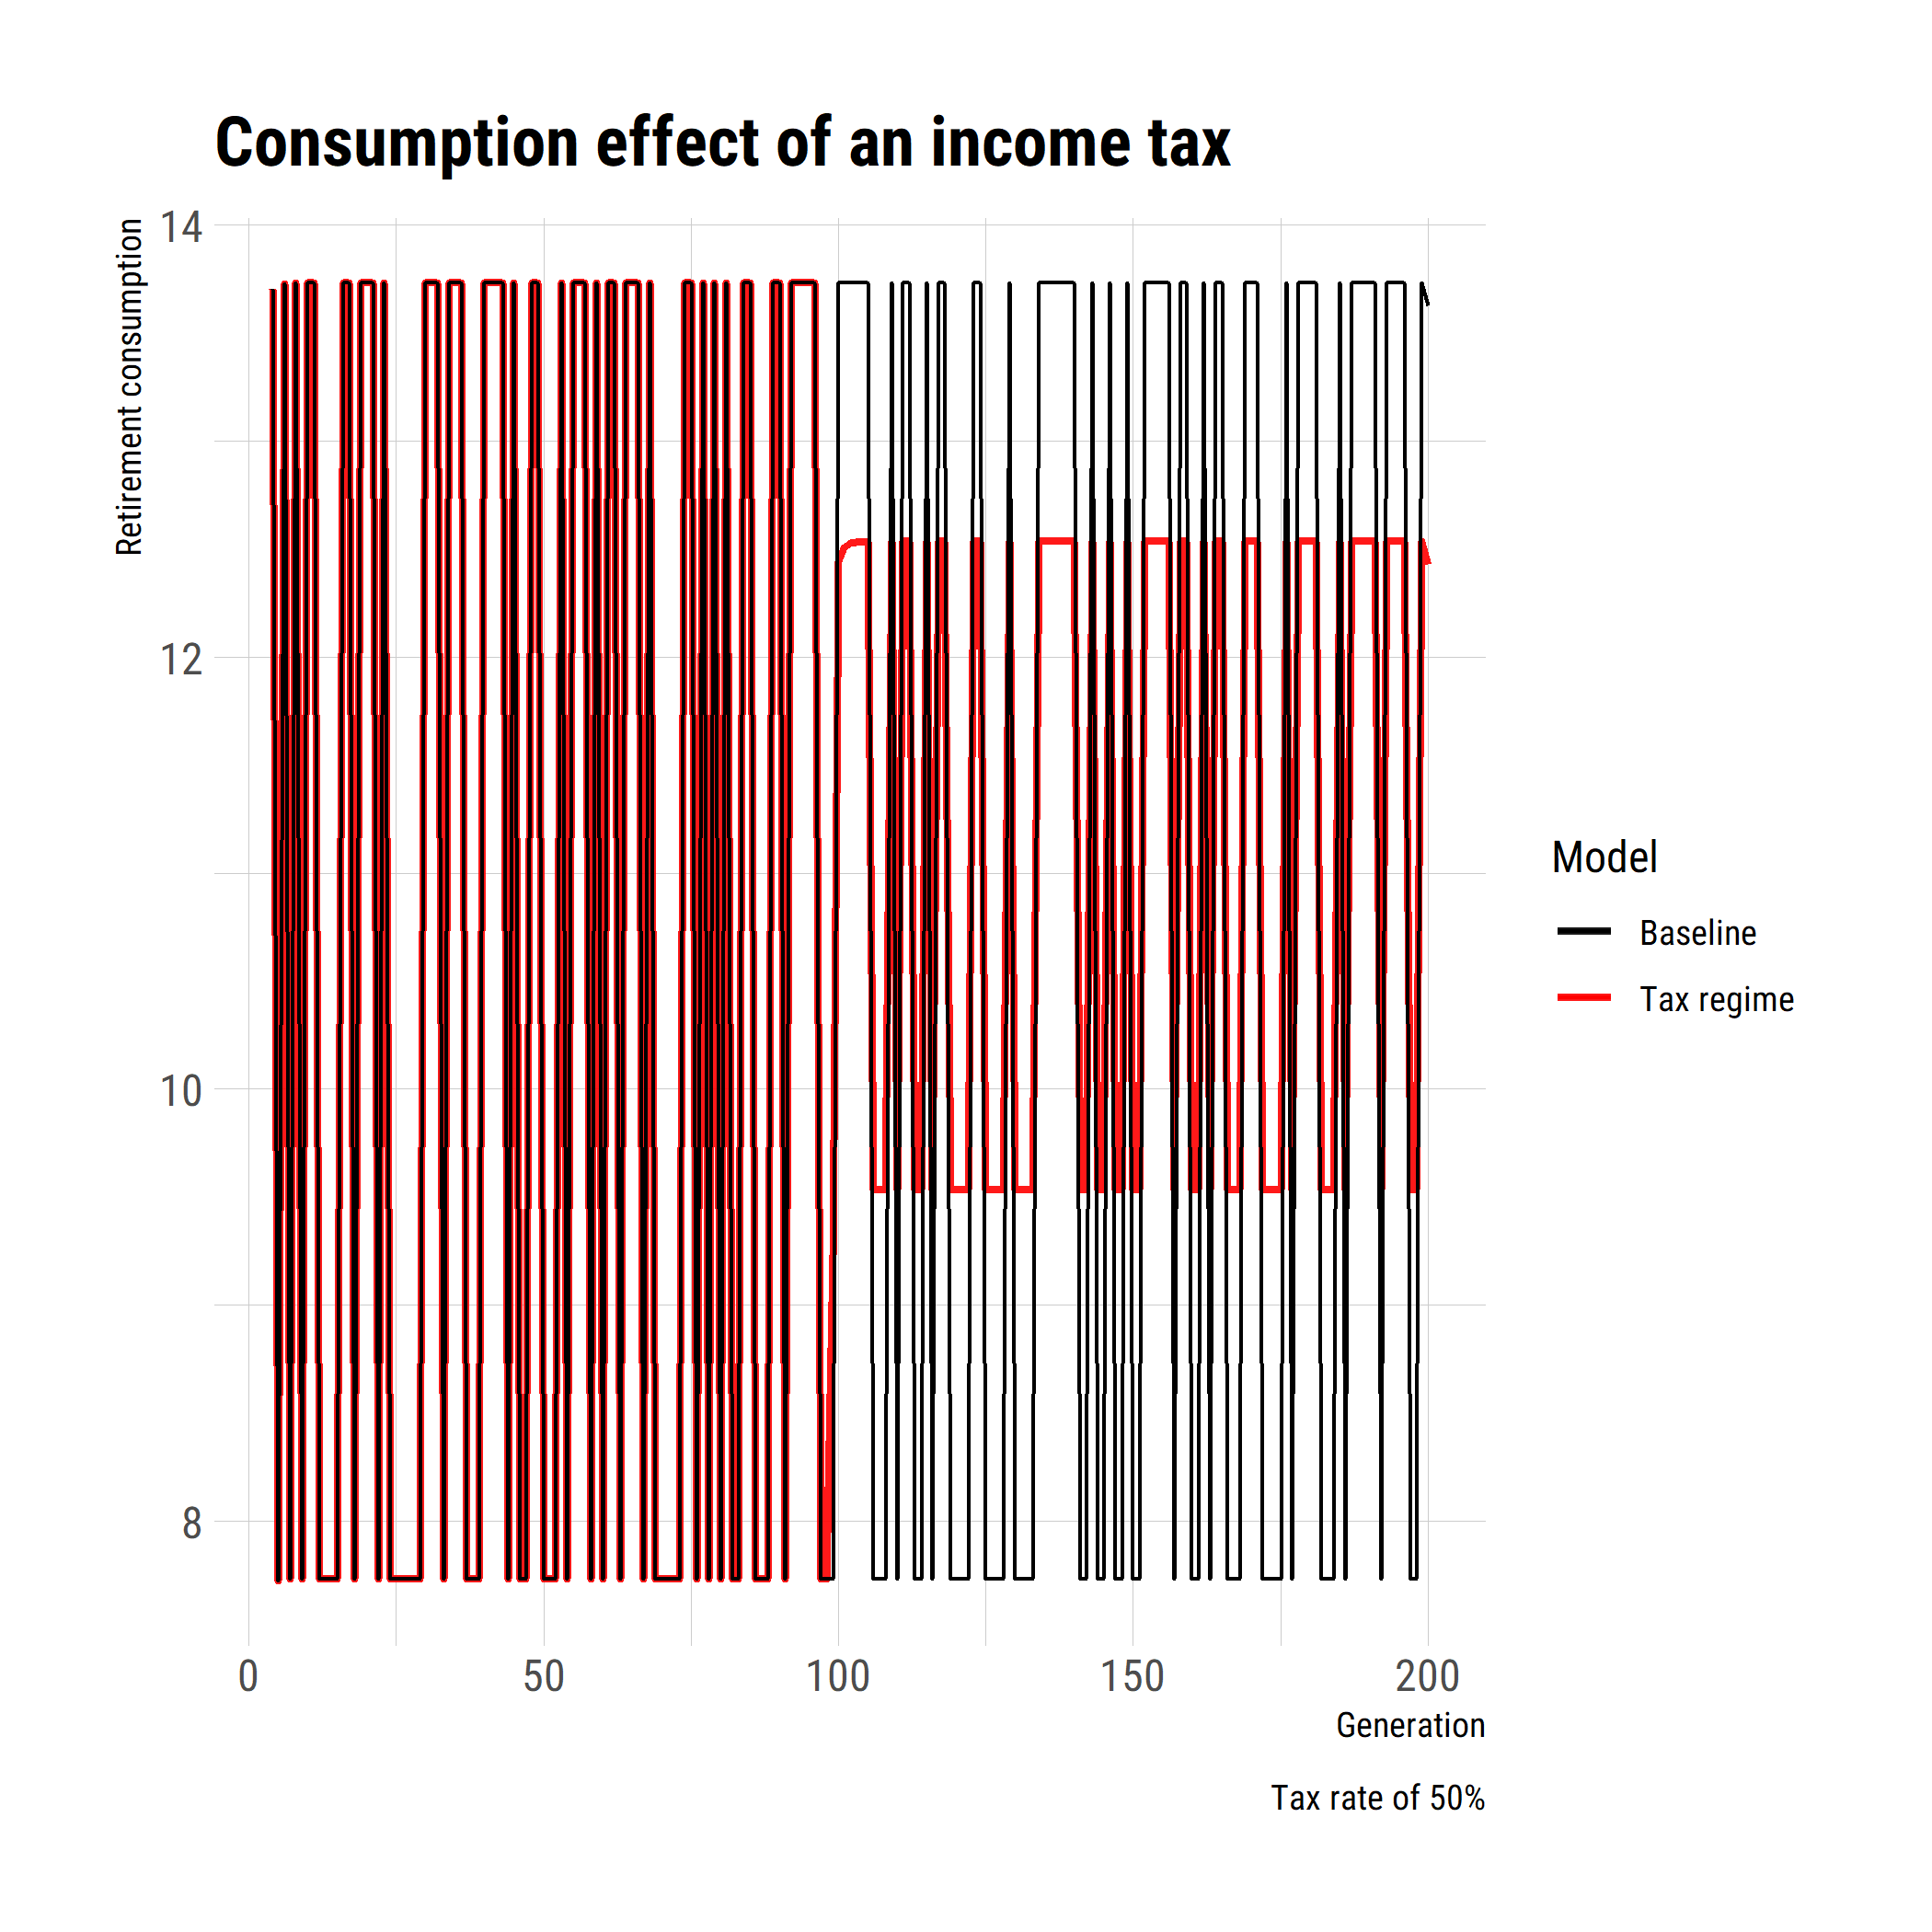 Consumption effect of an income tax
Retirement consumption
14
12
10
8
0 50 100 150 200
Generation
Tax rate of 50%
Model
Baseline
Tax regime